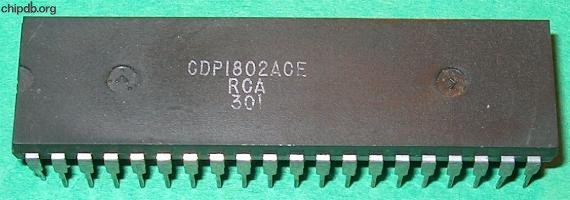 chipdb.org
CDP1802ACE
RCA
301